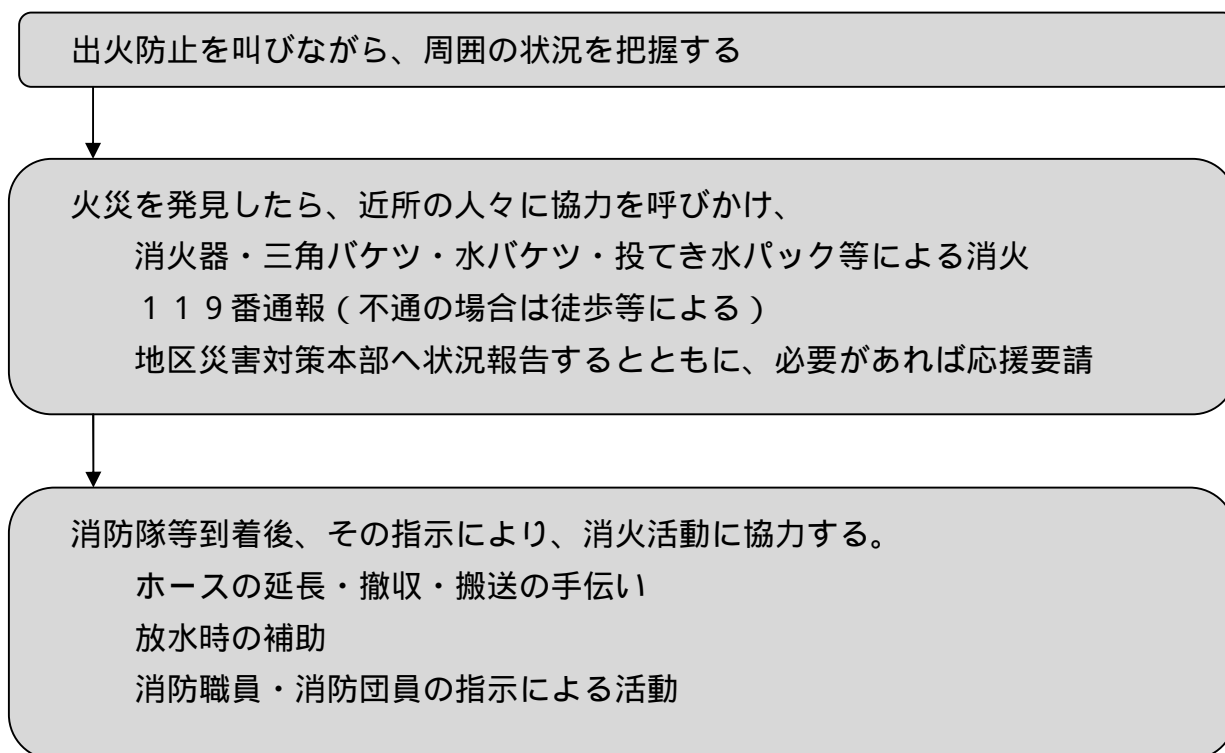 出火防止を叫びながら、周囲の状況を把握する
火災を発見したら、近所の人々に協力を呼びかけ、
消火器・三角バケツ・水バケツ・投てき水パック等による消火
１１９番通報（不通の場合は徒歩等による）
地区災害対策本部へ状況報告するとともに、必要があれば応援要請
消防隊等到着後、その指示により、消火活動に協力する。
ホースの延長・撤収・搬送の手伝い
放水時の補助
消防職員・消防団員の指示による活動